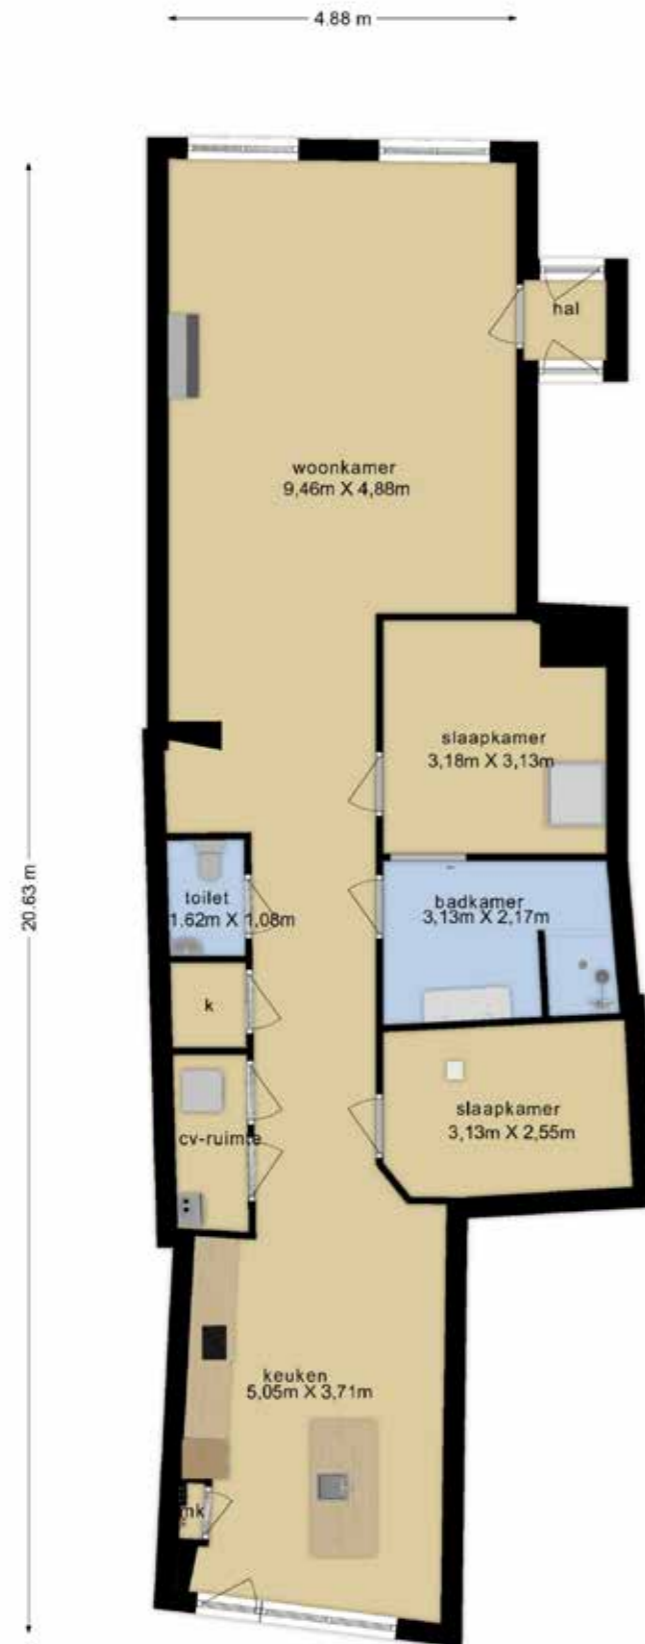 4.88 m
hal
woonkamer
9,46m X 4,88m
slaapkamer
3,18m X 3,13m
20.63 m
toilet
1,62m X 1,08m
badkamer
3,13m X 2,17m
k
slaapkamer
3,13m X 2,55m
cv-ruimte
keuken
5,05m X 3,71m
mk